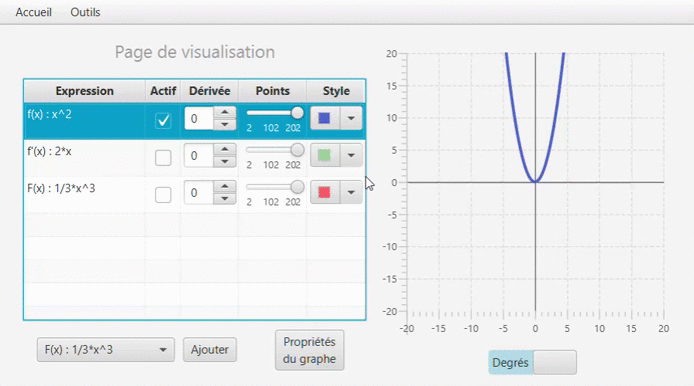 Accueil Outils
Page de visualisation
Expression Actif Dérivée Points Style
f(x) : x^2 0 2 102 202
f'(x) : 2*x 0 2 102 202
F(x) : 1/3*x^3 0 2 102 202
F(x) : 1/3*x^3 Ajouter Propriétés du graphe
20
15
10
5
0
-5
-10
-15
-20
-20 -15 -10 -5 0 5 10 15 20
Degrés